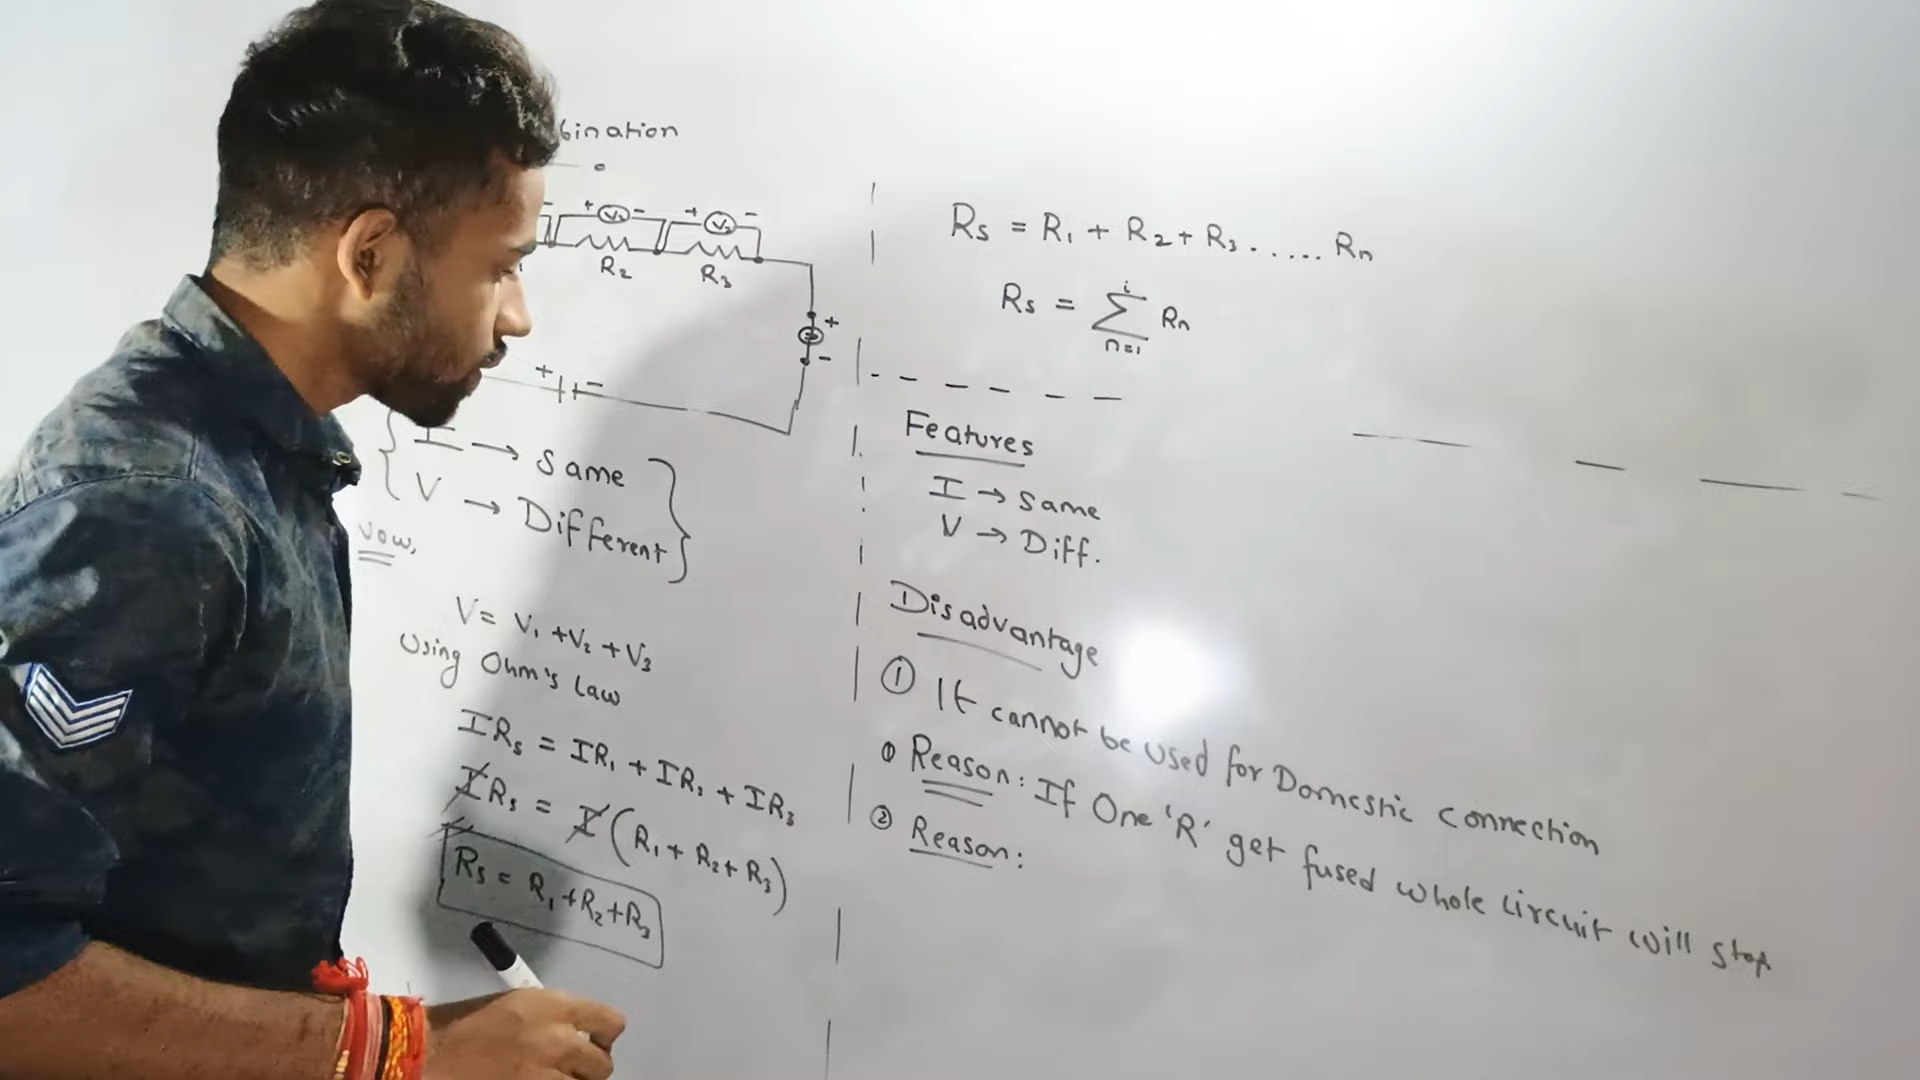 bination
+ V₂ - + V₃ -
R₂ R₃
+
-
+ -
I → Same
V → Different
Now,
V = V₁ + V₂ + V₃
Using Ohm's Law
IRs = IR₁ + IR₂ + IR₃
IRs = I (R₁ + R₂ + R₃)
Rs = R₁ + R₂ + R₃
Rs = R₁ + R₂ + R₃ . ..... Rn
Rs = ∑ᵢₙ₌₁ Rn
Features
I → Same
V → Diff.
Disadvantage
① It cannot be used for Domestic connection
① Reason: If One 'R' get fused whole circuit will stop
② Reason: